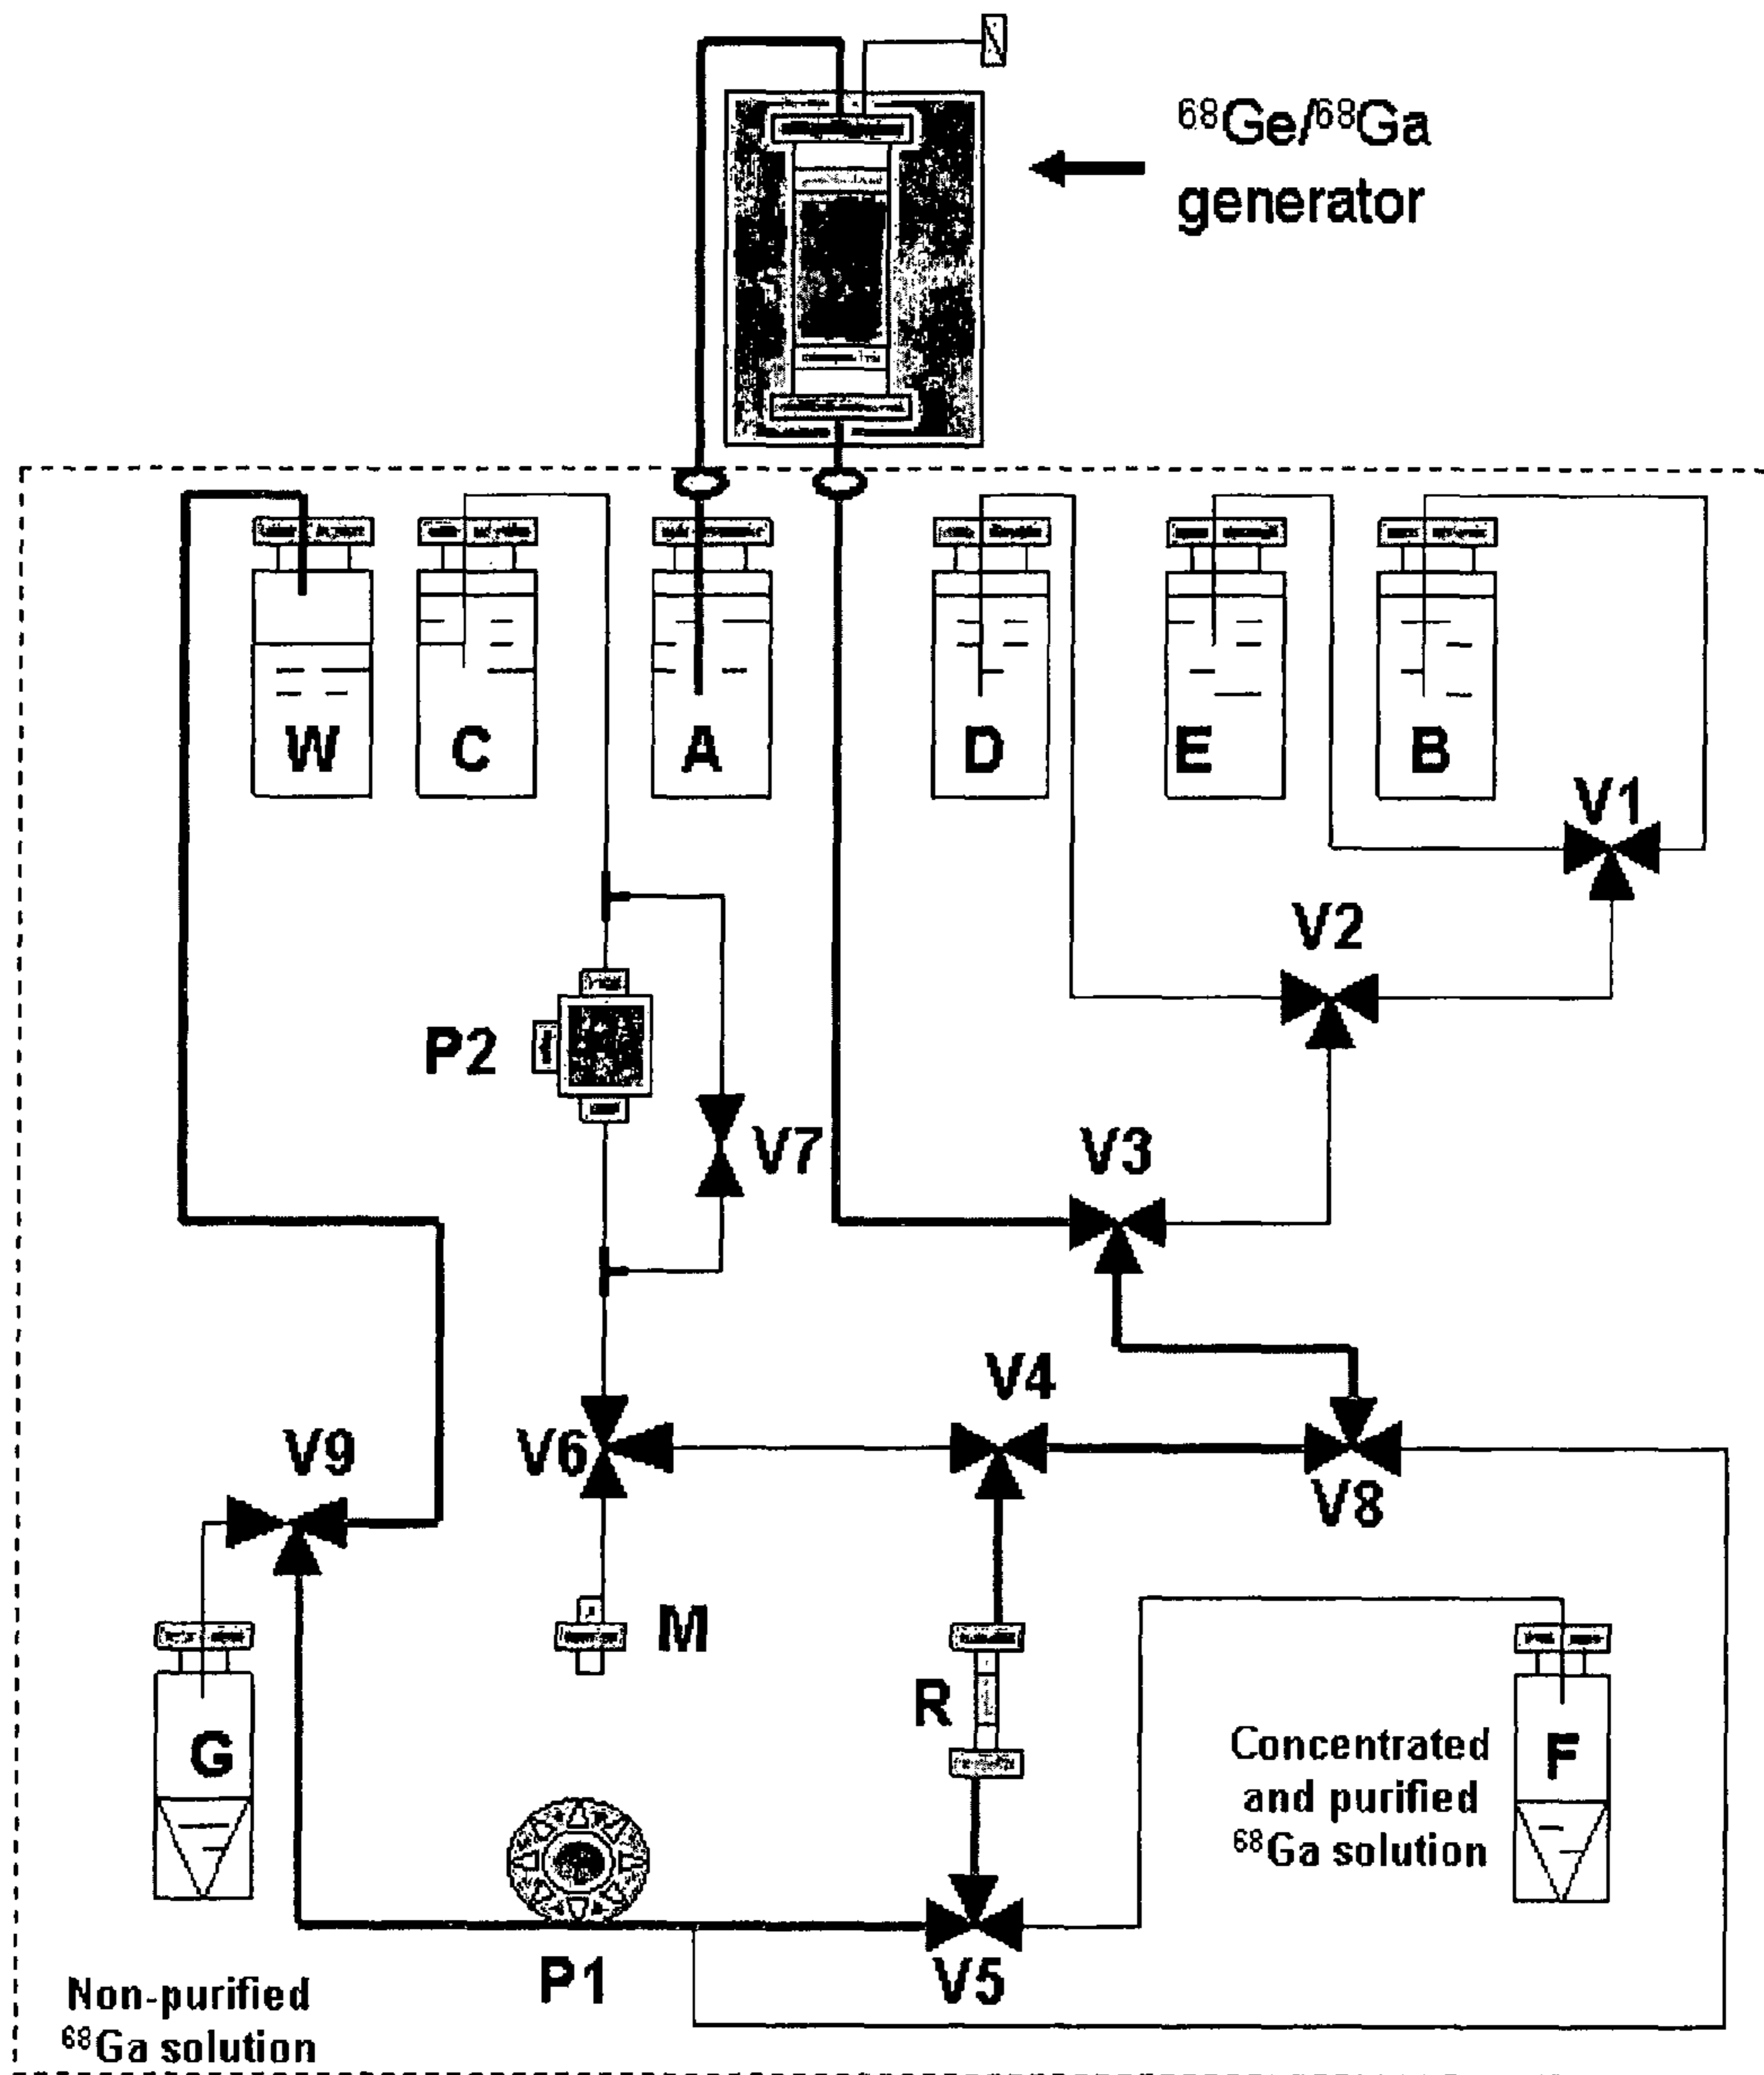 ⁶⁸Ge/⁶⁸Ga
generator
W
C
A
D
E
B
V1
V2
P2
V7
V3
V4
V9
V6
V8
M
R
G
Concentrated
and purified
⁶⁸Ga solution
F
P1
V5
Non-purified
⁶⁸Ga solution